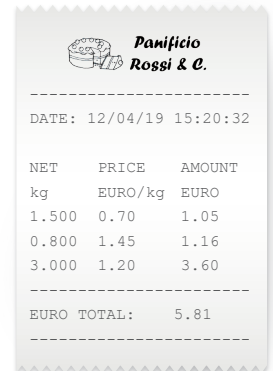 Panificio
Rossi & C.
------------------------
DATE: 12/04/19 15:20:32
NET PRICE AMOUNT
kg EURO/kg EURO
1.500 0.70 1.05
0.800 1.45 1.16
3.000 1.20 3.60
------------------------
EURO TOTAL: 5.81
------------------------